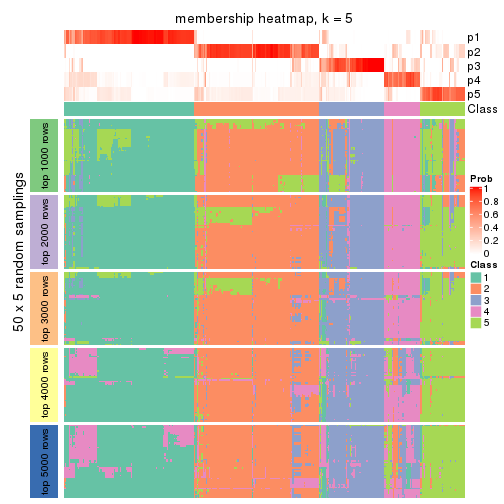 membership heatmap, k = 5
p1
p2
p3
p4
p5
Class
50 x 5 random samplings
top 1000 rows
top 2000 rows
top 3000 rows
top 4000 rows
top 5000 rows
Prob
1
0.8
0.6
0.4
0.2
0
Class
1
2
3
4
5